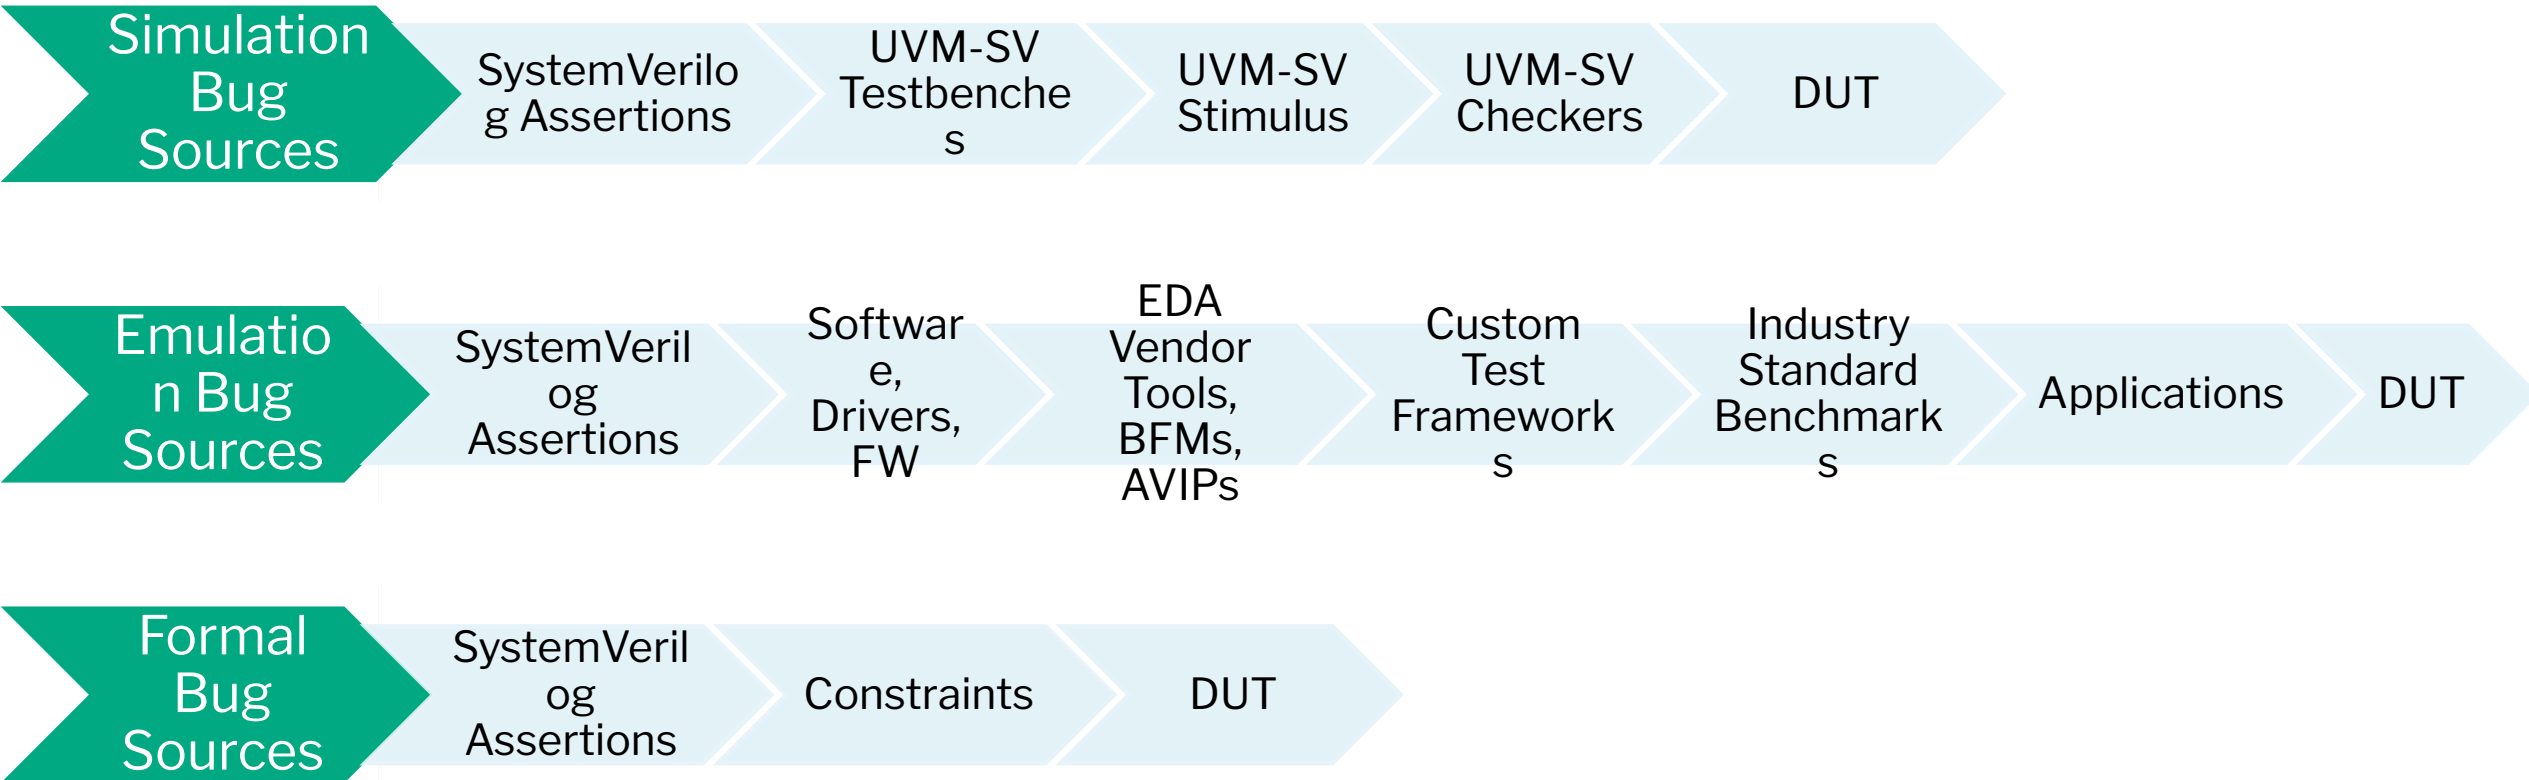 Simulation
Bug
Sources
SystemVerilo
g Assertions
UVM-SV
Testbenche
s
UVM-SV
Stimulus
UVM-SV
Checkers
DUT
Emulatio
n Bug
Sources
SystemVeril
og
Assertions
Softwar
e,
Drivers,
FW
EDA
Vendor
Tools,
BFMs,
AVIPs
Custom
Test
Framework
s
Industry
Standard
Benchmark
s
Applications
DUT
Formal
Bug
Sources
SystemVeril
og
Assertions
Constraints
DUT